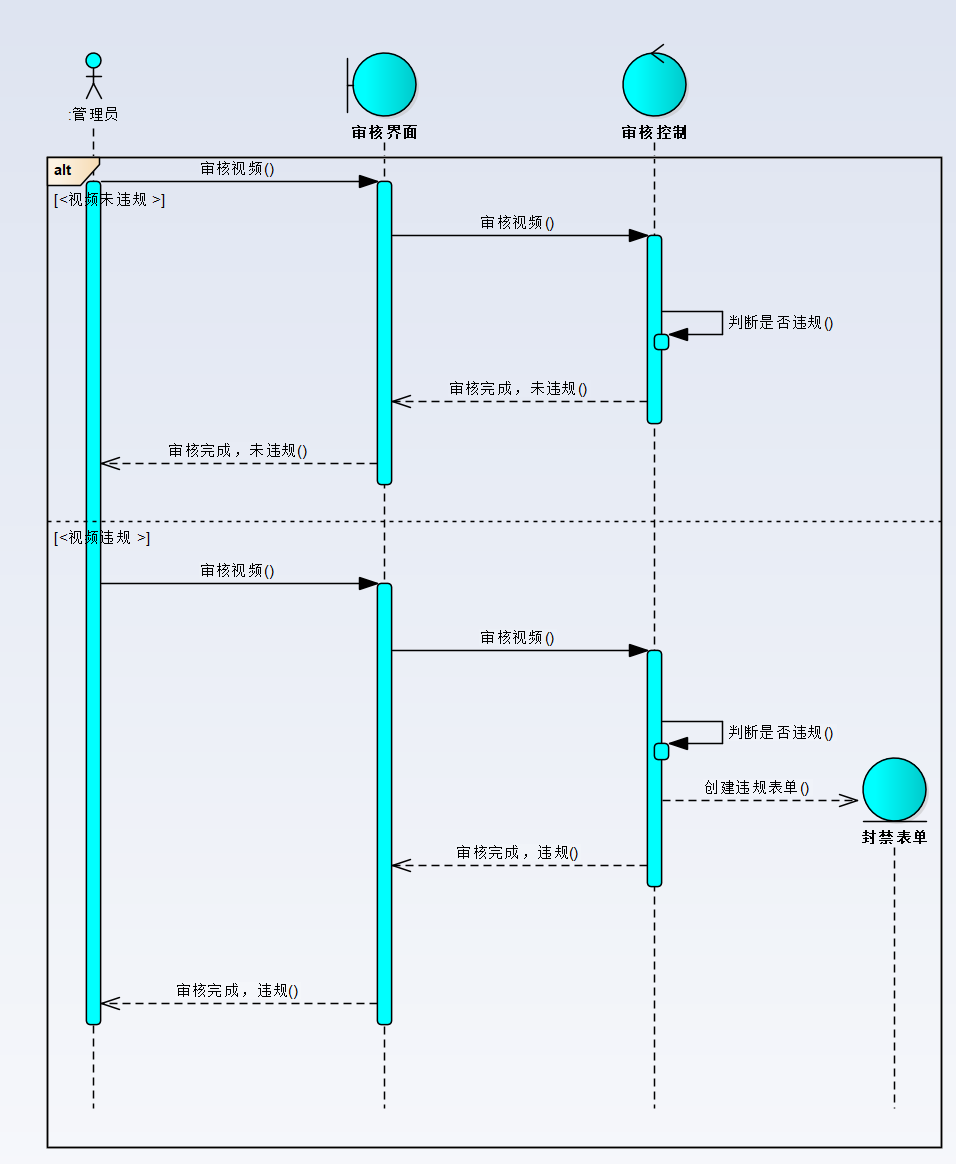 :管理员
审核界面
审核控制
alt
审核视频()
[<视频未违规 >]
审核视频()
判断是否违规()
审核完成，未违规()
审核完成，未违规()
[<视频违规 >]
审核视频()
审核视频()
判断是否违规()
创建违规表单()
封禁表单
审核完成，违规()
审核完成，违规()